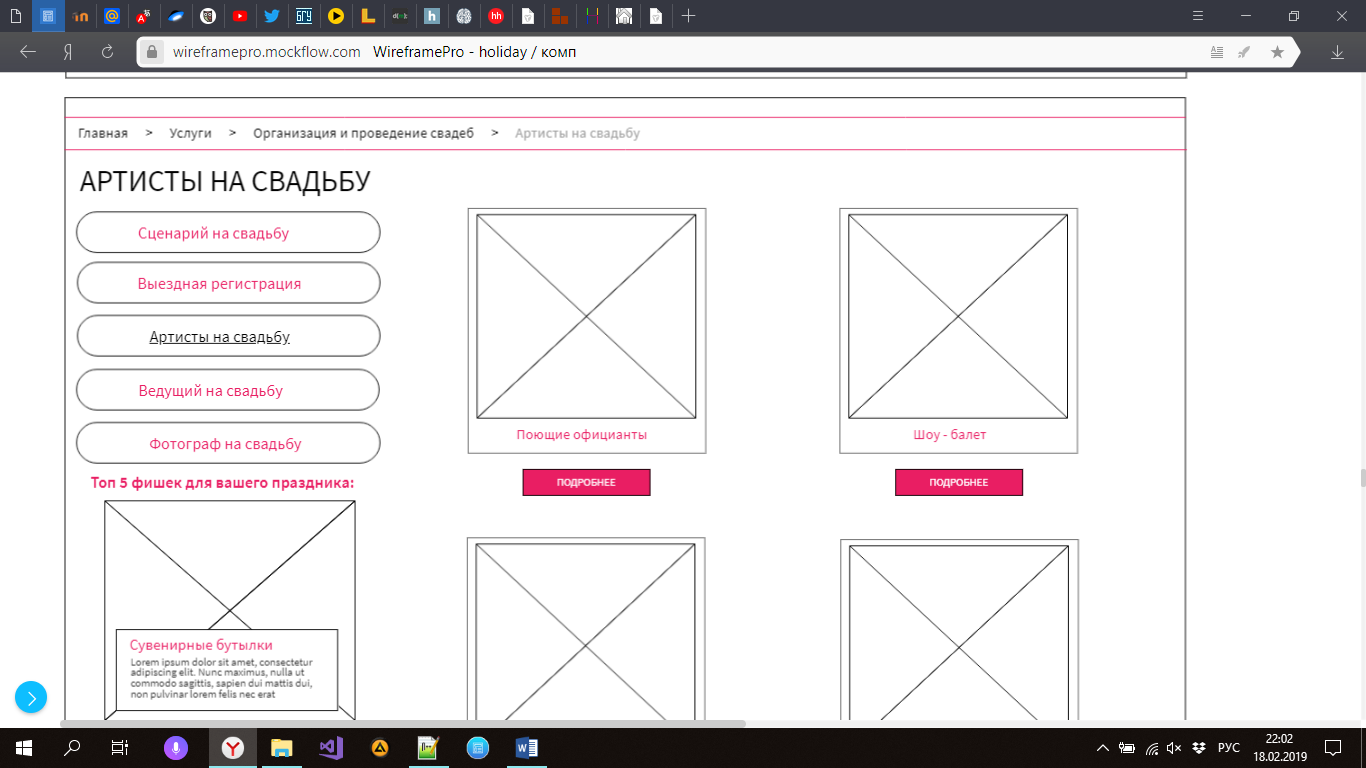 БГУ
d(n):
h
hh
wireframepro.mockflow.com WireframePro - holiday / комп
Главная > Услуги > Организация и проведение свадеб > Артисты на свадьбу
АРТИСТЫ НА СВАДЬБУ
Сценарий на свадьбу
Выездная регистрация
Артисты на свадьбу
Ведущий на свадьбу
Фотограф на свадьбу
Топ 5 фишек для вашего праздника:
Сувенирные бутылки
Lorem ipsum dolor sit amet, consectetur
adipiscing elit. Nunc maximus, nulla ut
commodo sagittis, sapien dui mattis dui,
non pulvinar lorem felis nec erat
Поющие официанты
ПОДРОБНЕЕ
Шоу - балет
ПОДРОБНЕЕ
РУС
22:02
18.02.2019